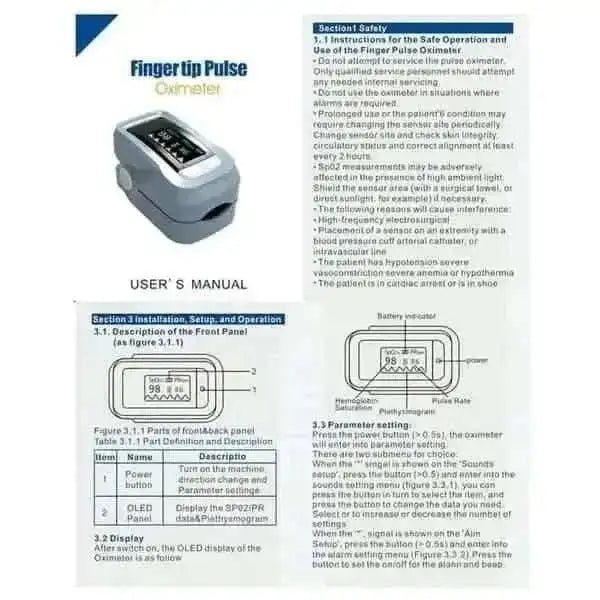 Fingertip Pulse
Oximeter
USER'S MANUAL
Section1 Safety
1. 1 Instructions for the Safe Operation and
Use of the Finger Pulse Oximeter
• Do not attempt to service the pulse oximeter.
Only qualified service personnel should attempt
any needed internal servicing.
• Do not use the oximeter in situations where
alarms are required.
• Prolonged use or the patient'6 condition may
require changing the sensor site periodically.
Change sensor site and check skin integrity,
circulatory status and correct alignment at least
every 2 hours.
• Sp02 measurements may be adversely
affected in the presence of high ambient light.
Shield the sensor area (with a surgical towel, or
direct sunlight, for example) if necessary.
• The following reasons will cause interference:
• High-frequency electrosurgical
• Placement of a sensor on an extremity with a
blood pressure cuff arterial catheter, or
intravascular line
• The patient has hypotension severe
vasoconstriction severe anemia or hypothermia
• The patient is in cardiac arrest or is in shoe
Section 3 Installation, Setup, and Operation
3.1. Description of the Front Panel
(as figure 3.1.1)
98
86
2
1
Figure 3.1.1 Parts of front&back panel
Table 3.1.1 Part Definition and Description
Item Name Descriptio
1 Power button Turn on the machine
direction change and
Parameter settinge
2 OLED Panel Display the SP02/PR
data&Plethysmogram
3.2 Display
After switch on, the OLED display of the
Oximeter is as follow
Battery indicator
98
86
power
Hemoglobin
Saturation
Pulse Rate
Plethysmogram
3.3 Parameter setting:
Press the power button (> 0.5s), the oximeter
will enter into parameter setting.
There are two submenu for choice:
When the "*" singel is shown on the 'Sounds
setup', press the button (>0.5) and enter into the
sounds setting menu (figure 3.3.1), you can
press the button in turn to select the item, and
press the button to change the data you need.
Select or to increase or decrease the number of
settings
When the "*", signal is shown on the 'Aim
Setup', press the button (> 0.5s) and enter into
the alarm setting menu (Figure 3.3.2).Press the
button to set the on/off for the alarm and beep.